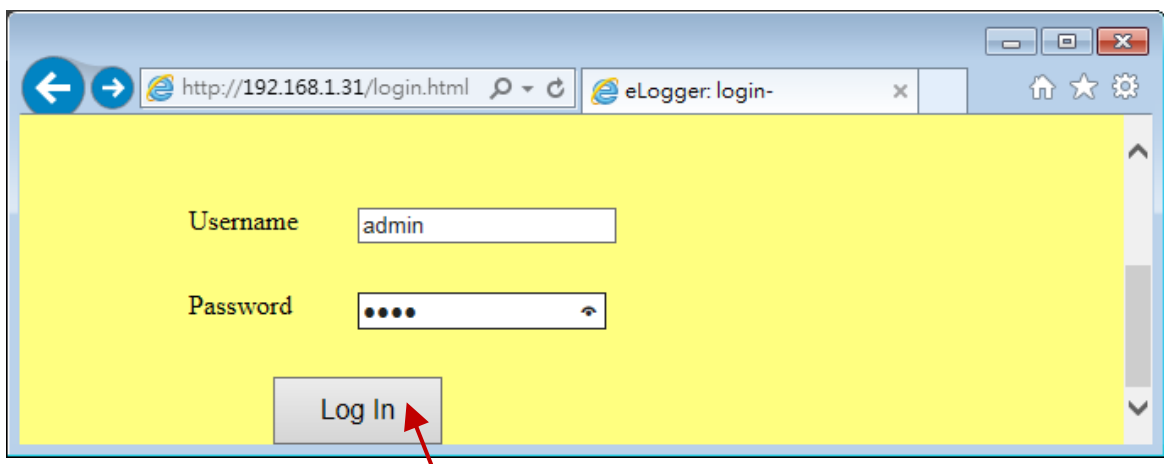 http://192.168.1.31/login.html eLogger: login-
Username admin
Password ••••
Log In